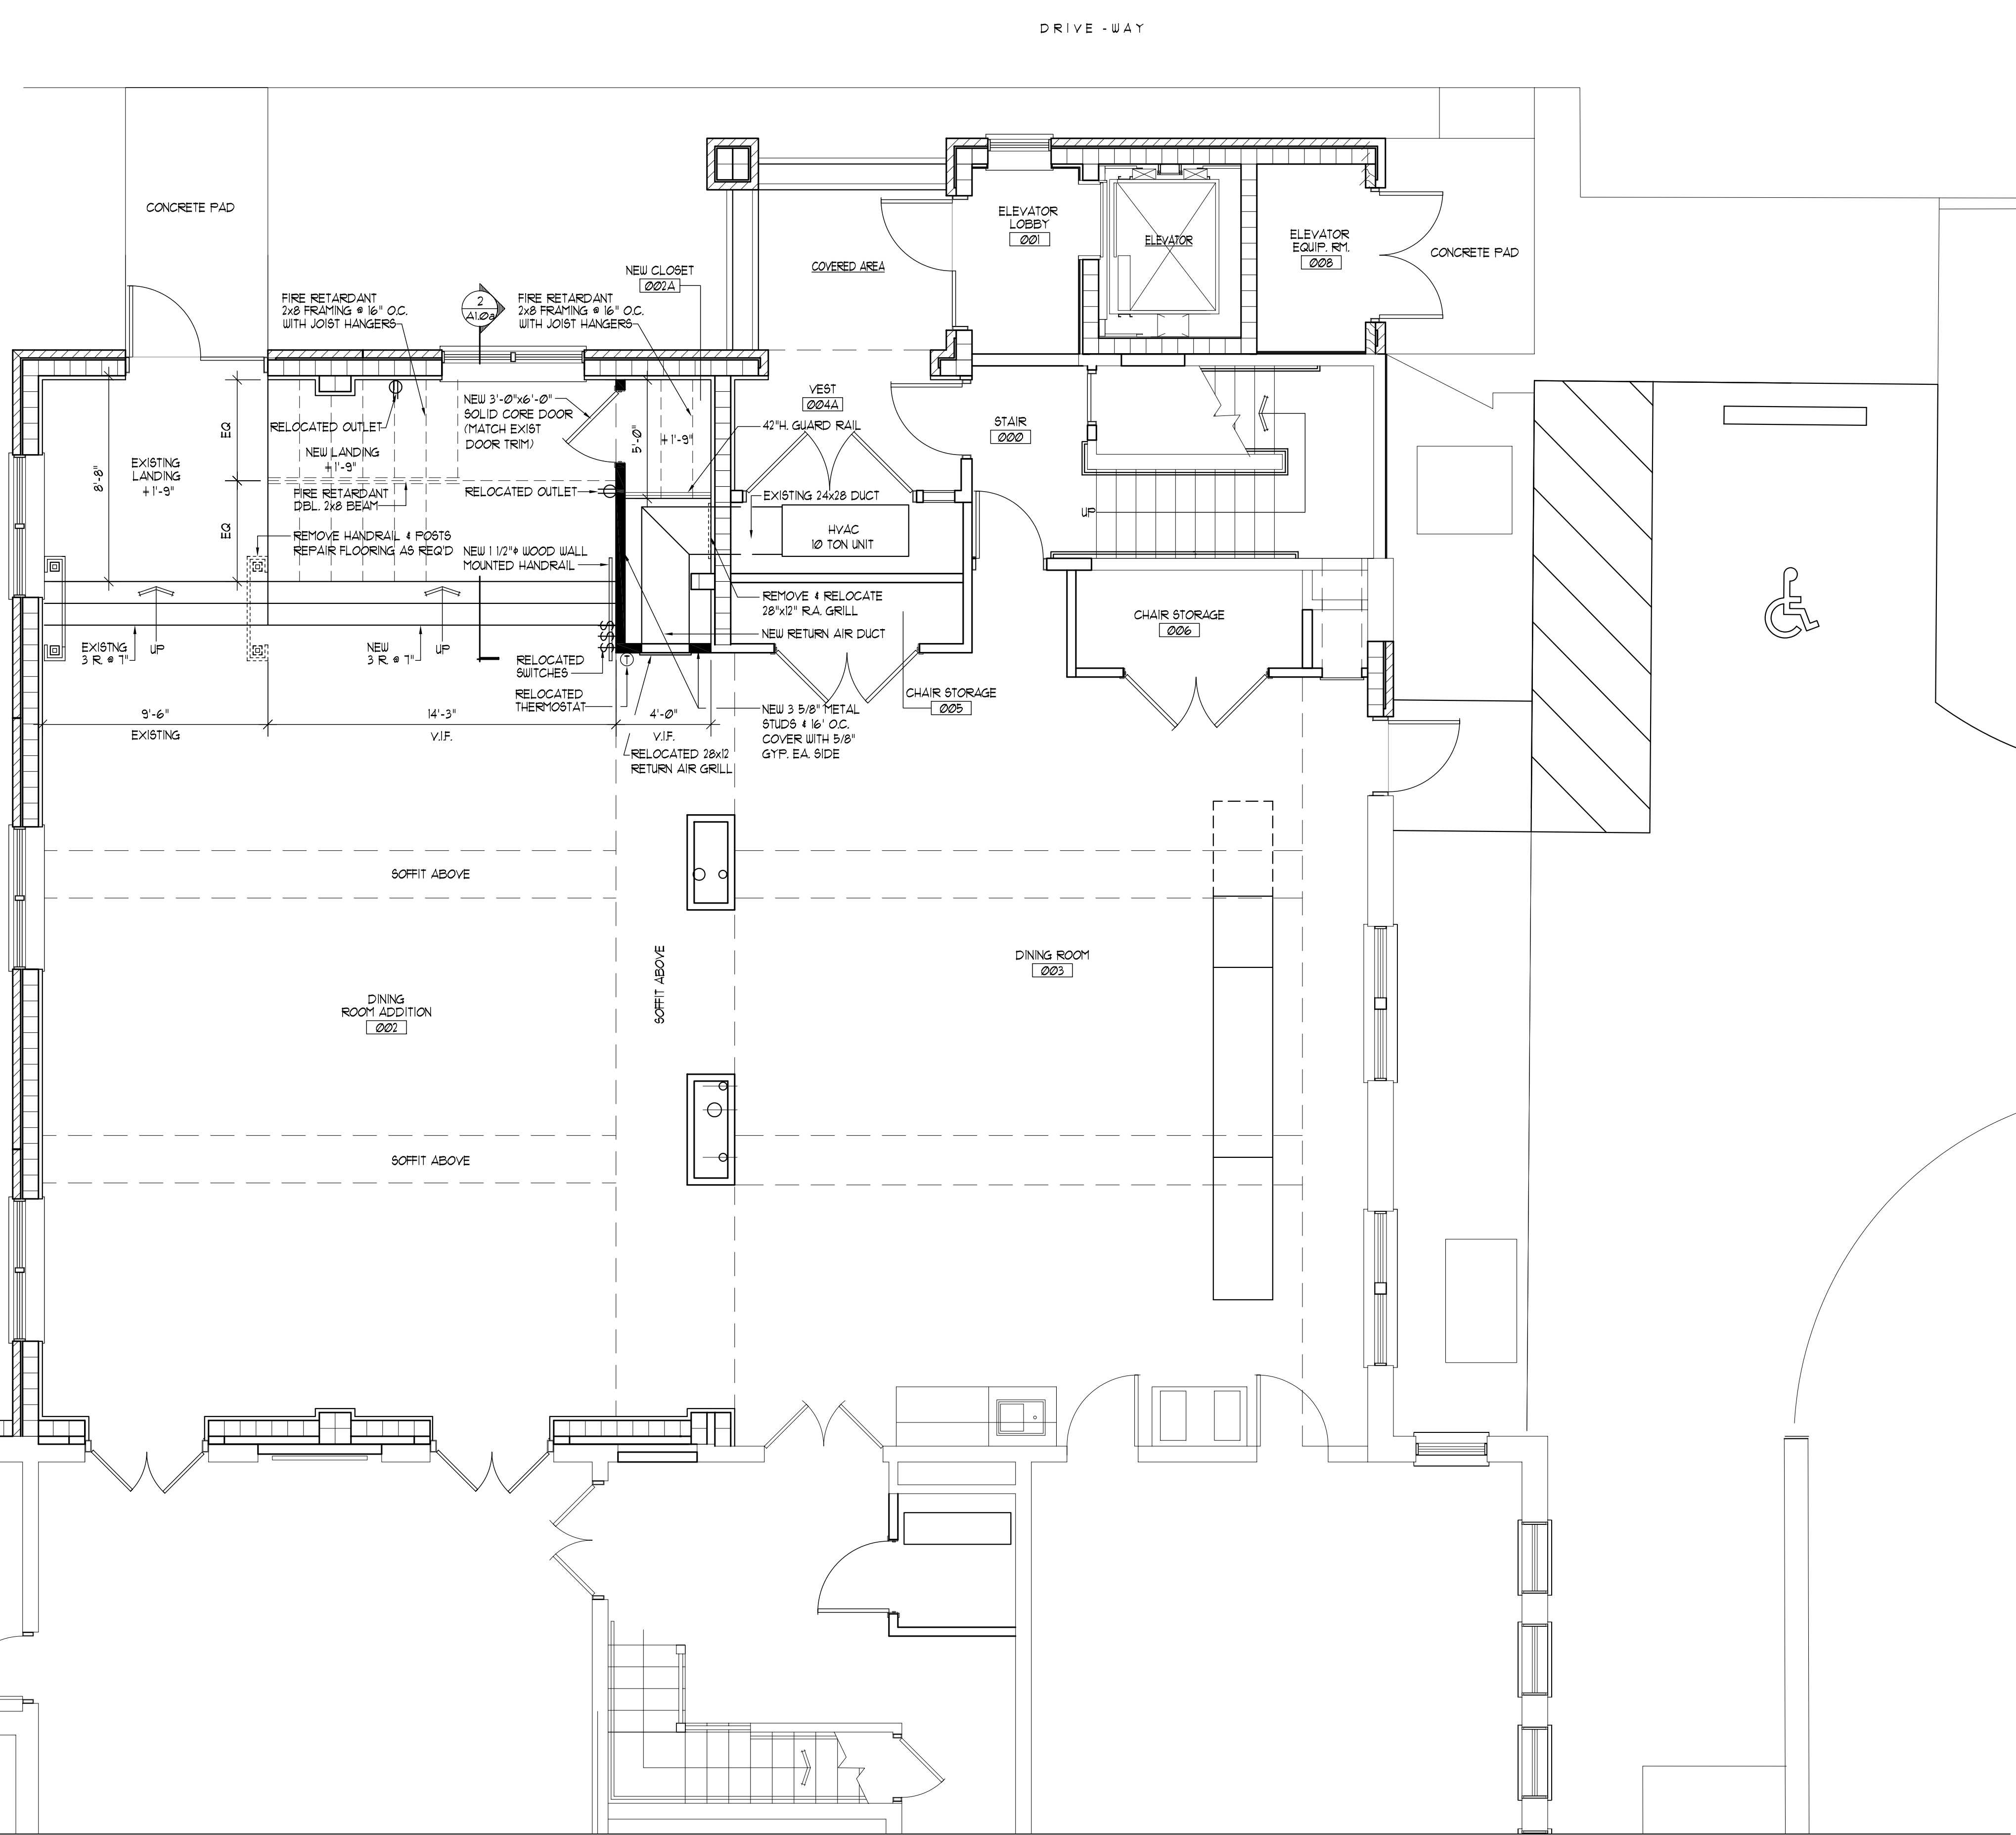 DRIVE-WAY
CONCRETE PAD
ELEVATOR
LOBBY
001
ELEVATOR
ELEVATOR
EQUIP. RM.
008
CONCRETE PAD
COVERED AREA
NEW CLOSET
002A
FIRE RETARDANT
2x8 FRAMING @ 16" O.C.
WITH JOIST HANGERS
2
A1.0a
FIRE RETARDANT
2x8 FRAMING @ 16" O.C.
WITH JOIST HANGERS
VEST
004A
NEW 3'-0"x6'-0"
SOLID CORE DOOR
(MATCH EXIST
DOOR TRIM)
5'-0"
+1'-9"
42"H. GUARD RAIL
STAIR
000
RELOCATED OUTLET
EQ
8'-8"
EXISTING
LANDING
+1'-9"
NEW LANDING
+1'-9"
FIRE RETARDANT
DBL. 2x8 BEAM
RELOCATED OUTLET
EXISTING 24x28 DUCT
HVAC
10 TON UNIT
UP
EQ
REMOVE HANDRAIL & POSTS
REPAIR FLOORING AS REQ'D
NEW 1 1/2"φ WOOD WALL
MOUNTED HANDRAIL
REMOVE & RELOCATE
28"x12" R.A. GRILL
CHAIR STORAGE
006
NEW RETURN AIR DUCT
SSS
EXISTNG
3 R. @ 7"
UP
NEW
3 R. @ 7"
UP
RELOCATED
SWITCHES
T
RELOCATED
THERMOSTAT
CHAIR STORAGE
005
9'-6"
EXISTING
14'-3"
V.I.F.
4'-0"
V.I.F.
NEW 3 5/8" METAL
STUDS & 16' O.C.
COVER WITH 5/8"
GYP. EA. SIDE
RELOCATED 28x12
RETURN AIR GRILL
SOFFIT ABOVE
SOFFIT ABOVE
DINING ROOM
003
DINING
ROOM ADDITION
002
SOFFIT ABOVE